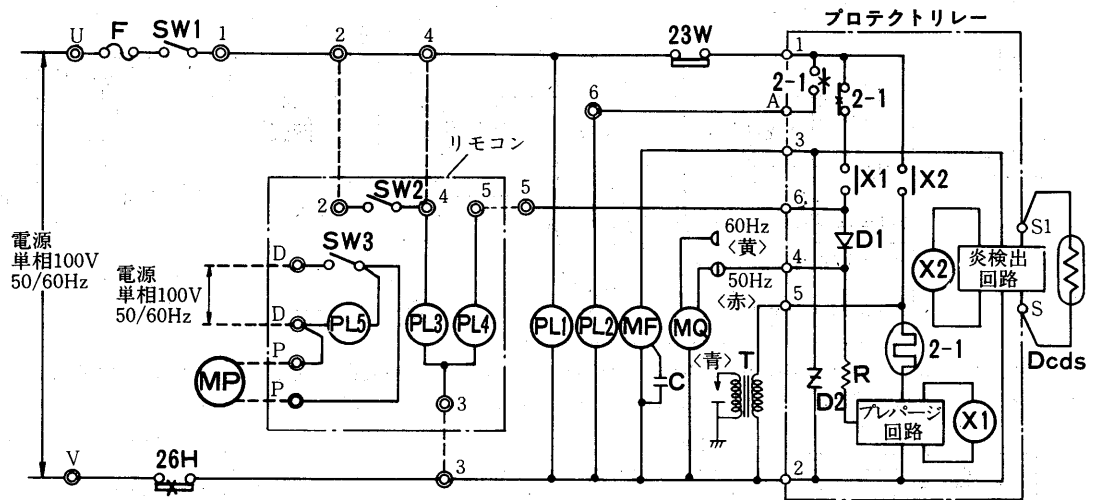 プロテクトリレー
U
F
SW1
1
2
4
23W
1
2-1
2-1
A
6
3
リモコン
X1
X2
2
SW2
4
5
5
6
60Hz
〈黄〉
D1
S1
電源
単相100V
50/60Hz
電源
単相100V
50/60Hz
D
SW3
4
50Hz
〈赤〉
X2
炎検出
回路
5
S
D
PL5
PL3
PL4
PL1
PL2
MF
MQ
2-1
Dcds
P
MP
P
〈青〉
T
C
D2
R
プレパージ
回路
X1
3
V
26H
3
2